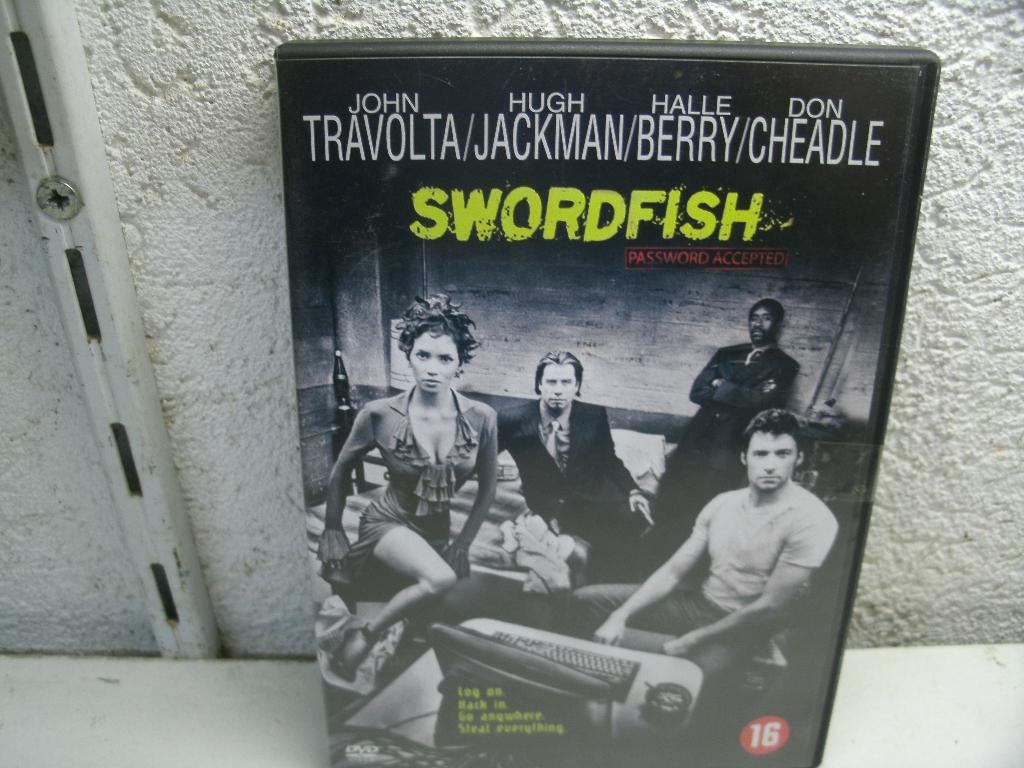 JOHN HUGH HALLE DON
TRAVOLTA/JACKMAN/BERRY/CHEADLE
SWORDFISH
PASSWORD ACCEPTED
Log on.
Hack in.
Go anywhere.
Steal everything.
DVD
16